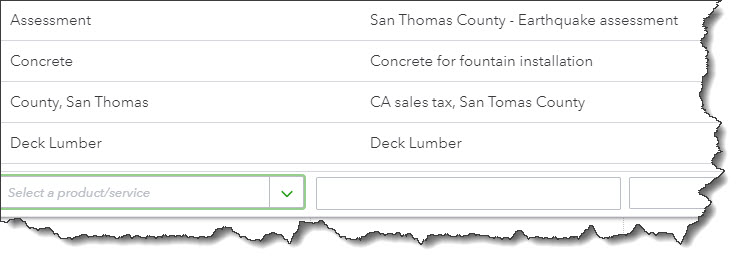 Assessment San Thomas County - Earthquake assessment
Concrete Concrete for fountain installation
County, San Thomas CA sales tax, San Tomas County
Deck Lumber Deck Lumber
Select a product/service